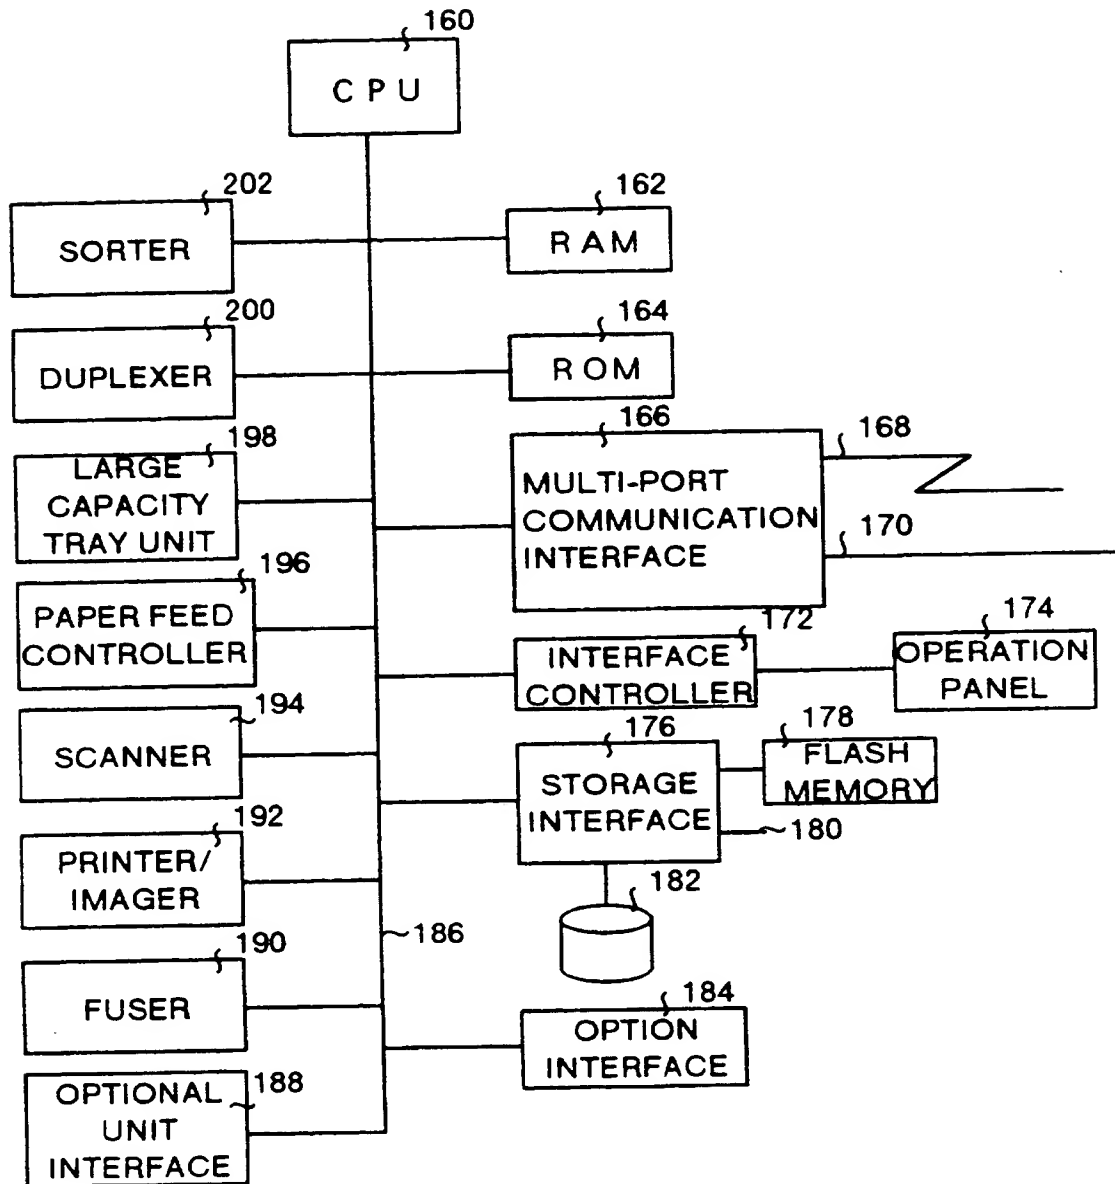 160
CPU
202
SORTER
162
RAM
200
DUPLEXER
164
ROM
198
LARGE
CAPACITY
TRAY UNIT
166
MULTI-PORT
COMMUNICATION
INTERFACE
168
170
196
PAPER FEED
CONTROLLER
172
INTERFACE
CONTROLLER
174
OPERATION
PANEL
194
SCANNER
176
STORAGE
INTERFACE
178
FLASH
MEMORY
180
182
192
PRINTER/
IMAGER
186
190
FUSER
184
OPTION
INTERFACE
188
OPTIONAL
UNIT
INTERFACE